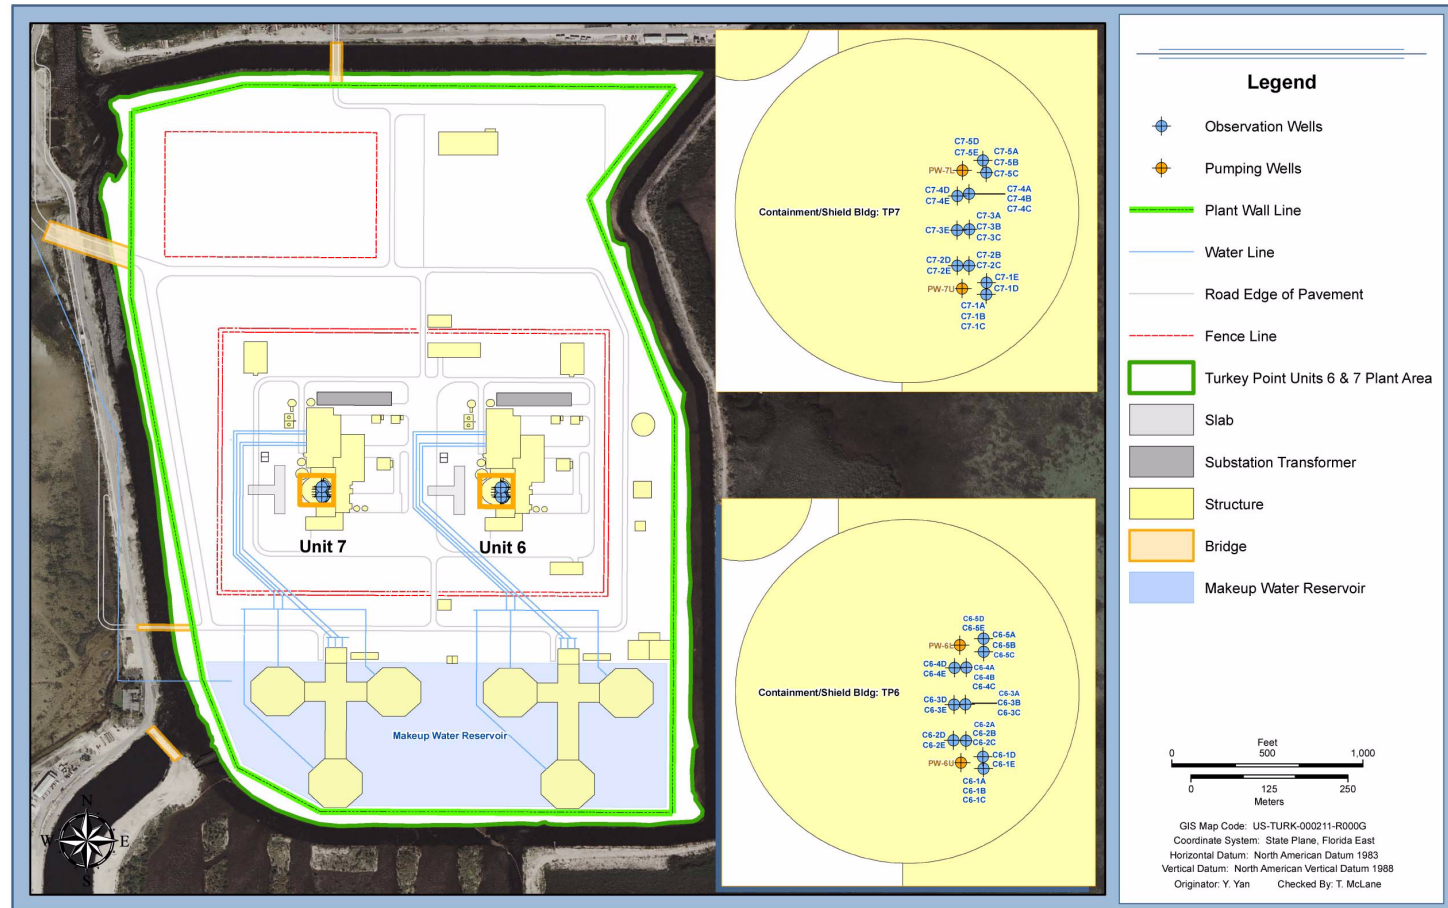 Unit 7
Unit 6
Makeup Water Reservoir
N
W
E
S
C7-5D
C7-5E
C7-5A
C7-5B
C7-5C
PW-7L
C7-4D
C7-4E
C7-4A
C7-4B
C7-4C
Containment/Shield Bldg: TP7
C7-3A
C7-3B
C7-3C
C7-3E
C7-2D
C7-2E
C7-2B
C7-2C
C7-1E
C7-1D
PW-7U
C7-1A
C7-1B
C7-1C
C6-5D
C6-5E
C6-5A
C6-5B
C6-5C
PW-6L
C6-4D
C6-4E
C6-4A
C6-4B
C6-4C
Containment/Shield Bldg: TP6
C6-3D
C6-3E
C6-3A
C6-3B
C6-3C
C6-2D
C6-2E
C6-2A
C6-2B
C6-2C
C6-1D
C6-1E
PW-6U
C6-1A
C6-1B
C6-1C
Legend
Observation Wells
Pumping Wells
Plant Wall Line
Water Line
Road Edge of Pavement
Fence Line
Turkey Point Units 6 & 7 Plant Area
Slab
Substation Transformer
Structure
Bridge
Makeup Water Reservoir
Feet
0 500 1,000
0 125 250
Meters
GIS Map Code: US-TURK-000211-R000G
Coordinate System: State Plane, Florida East
Horizontal Datum: North American Datum 1983
Vertical Datum: North American Vertical Datum 1988
Originator: Y. Yan Checked By: T. McLane